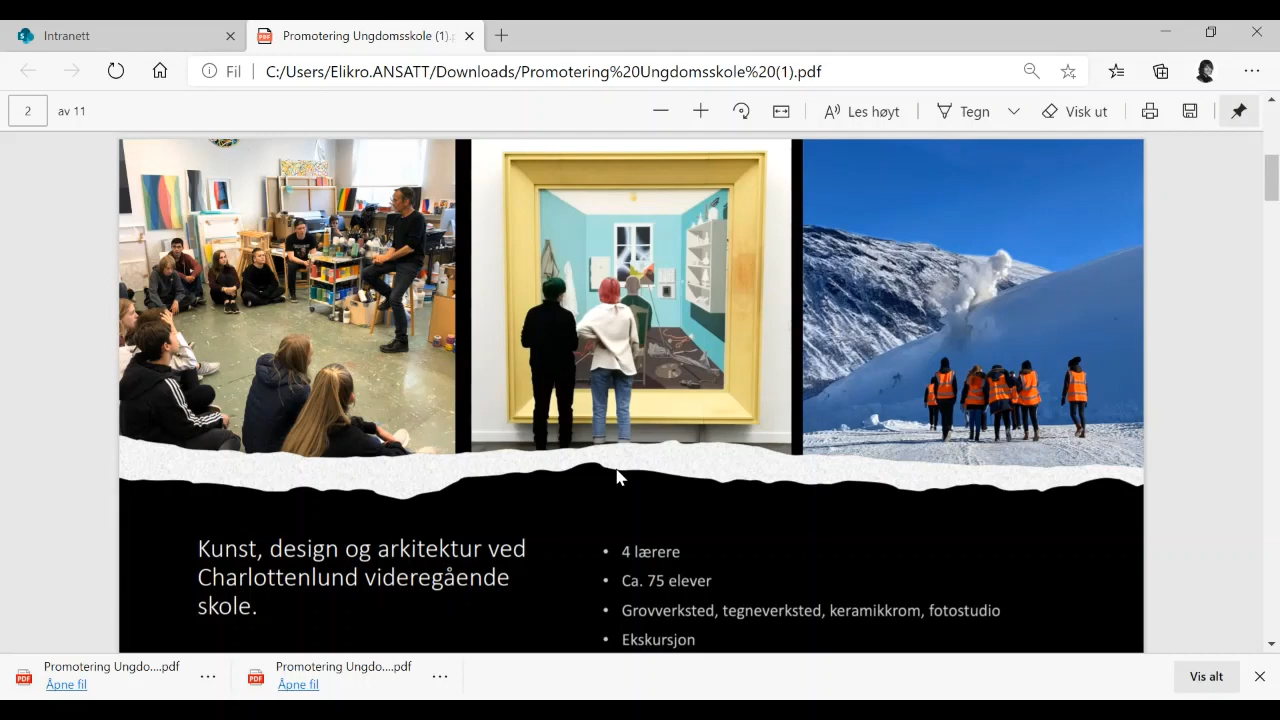 Intranett
Promotering Ungdomsskole (1).p
Fil
C:/Users/Elikro.ANSATT/Downloads/Promotering%20Ungdomsskole%20(1).pdf
2
av 11
Les høyt
Tegn
Visk ut
Kunst, design og arkitektur ved
Charlottenlund videregående
skole.
• 4 lærere
• Ca. 75 elever
• Grovverksted, tegneverksted, keramikkrom, fotostudio
• Ekskursjon
PDF
Promotering Ungdo....pdf
Åpne fil
PDF
Promotering Ungdo....pdf
Åpne fil
Vis alt